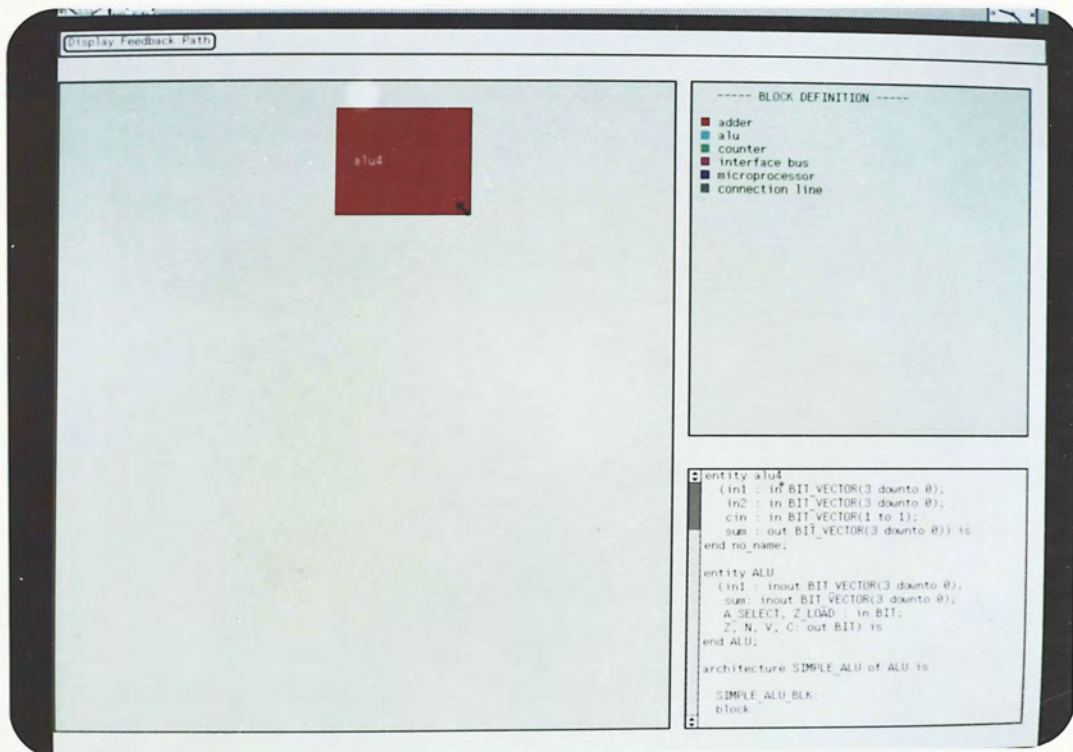 Display Feedback Path
alu4
----- BLOCK DEFINITION -----
adder
alu
counter
interface bus
microprocessor
connection line
entity alu4
(in1 : in BIT_VECTOR(3 downto 0);
in2 : in BIT_VECTOR(3 downto 0);
cin : in BIT_VECTOR(1 to 1);
sum : out BIT_VECTOR(3 downto 0)) is
end no_name;
entity ALU
(in1 : inout BIT_VECTOR(3 downto 0);
sum: inout BIT_VECTOR(3 downto 0);
A_SELECT, Z_LOAD : in BIT;
Z, N, V, C: out BIT) is
end ALU;
architecture SIMPLE_ALU of ALU is
SIMPLE_ALU_BLK:
block